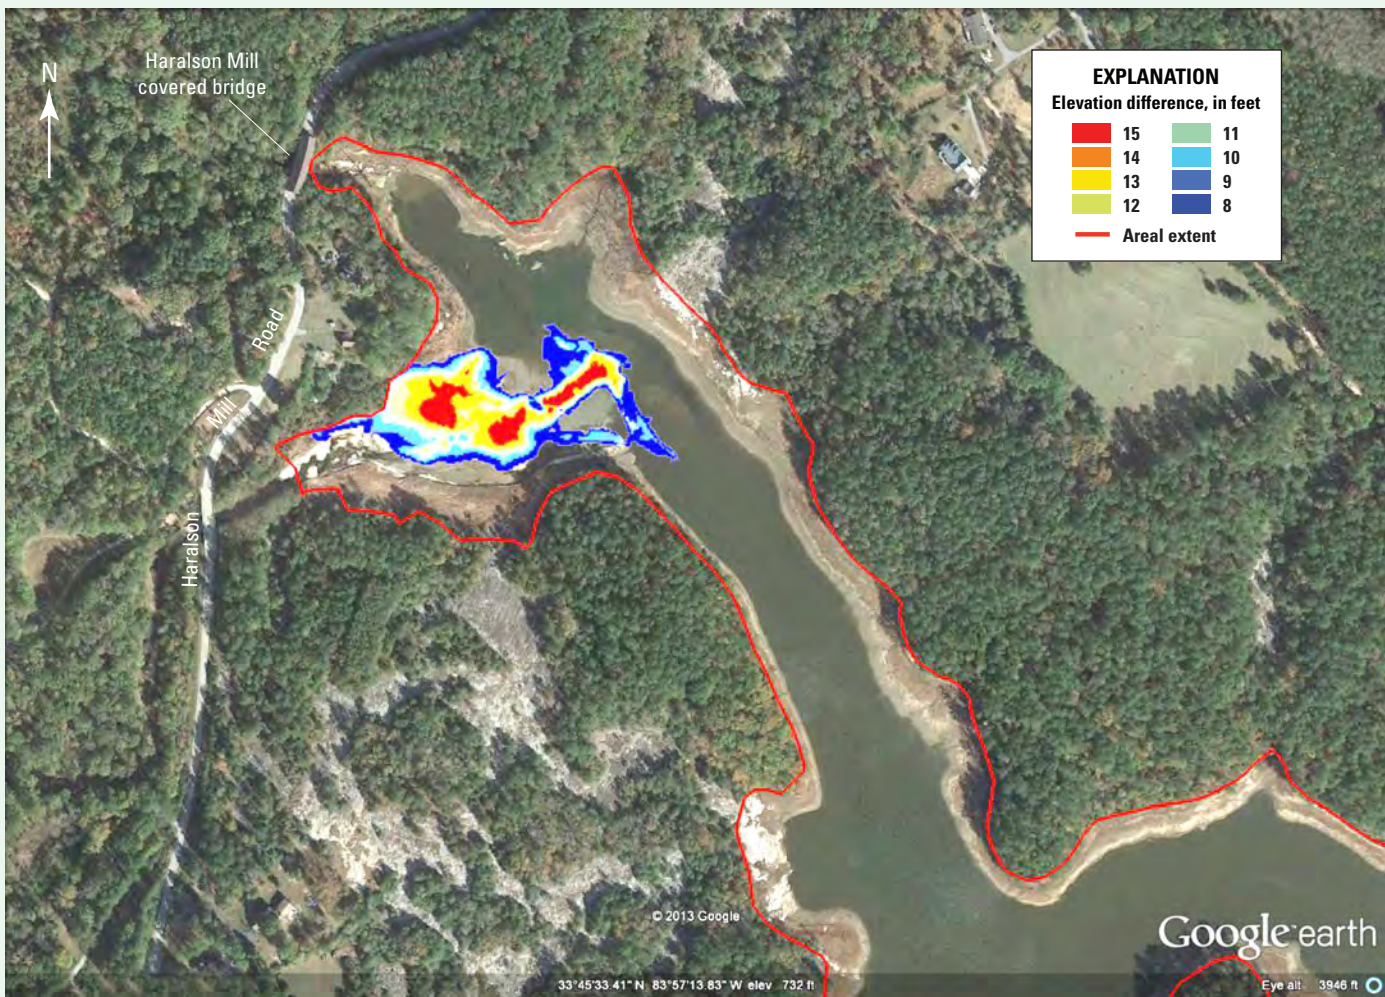 N
Haralson Mill
covered bridge
EXPLANATION
Elevation difference, in feet
15
11
14
10
13
9
12
8
Areal extent
Road
Mill
Haralson
© 2013 Google
Google earth
33°45'33.41" N 83°57'13.83" W elev 732 ft
Eye alt 3946 ft